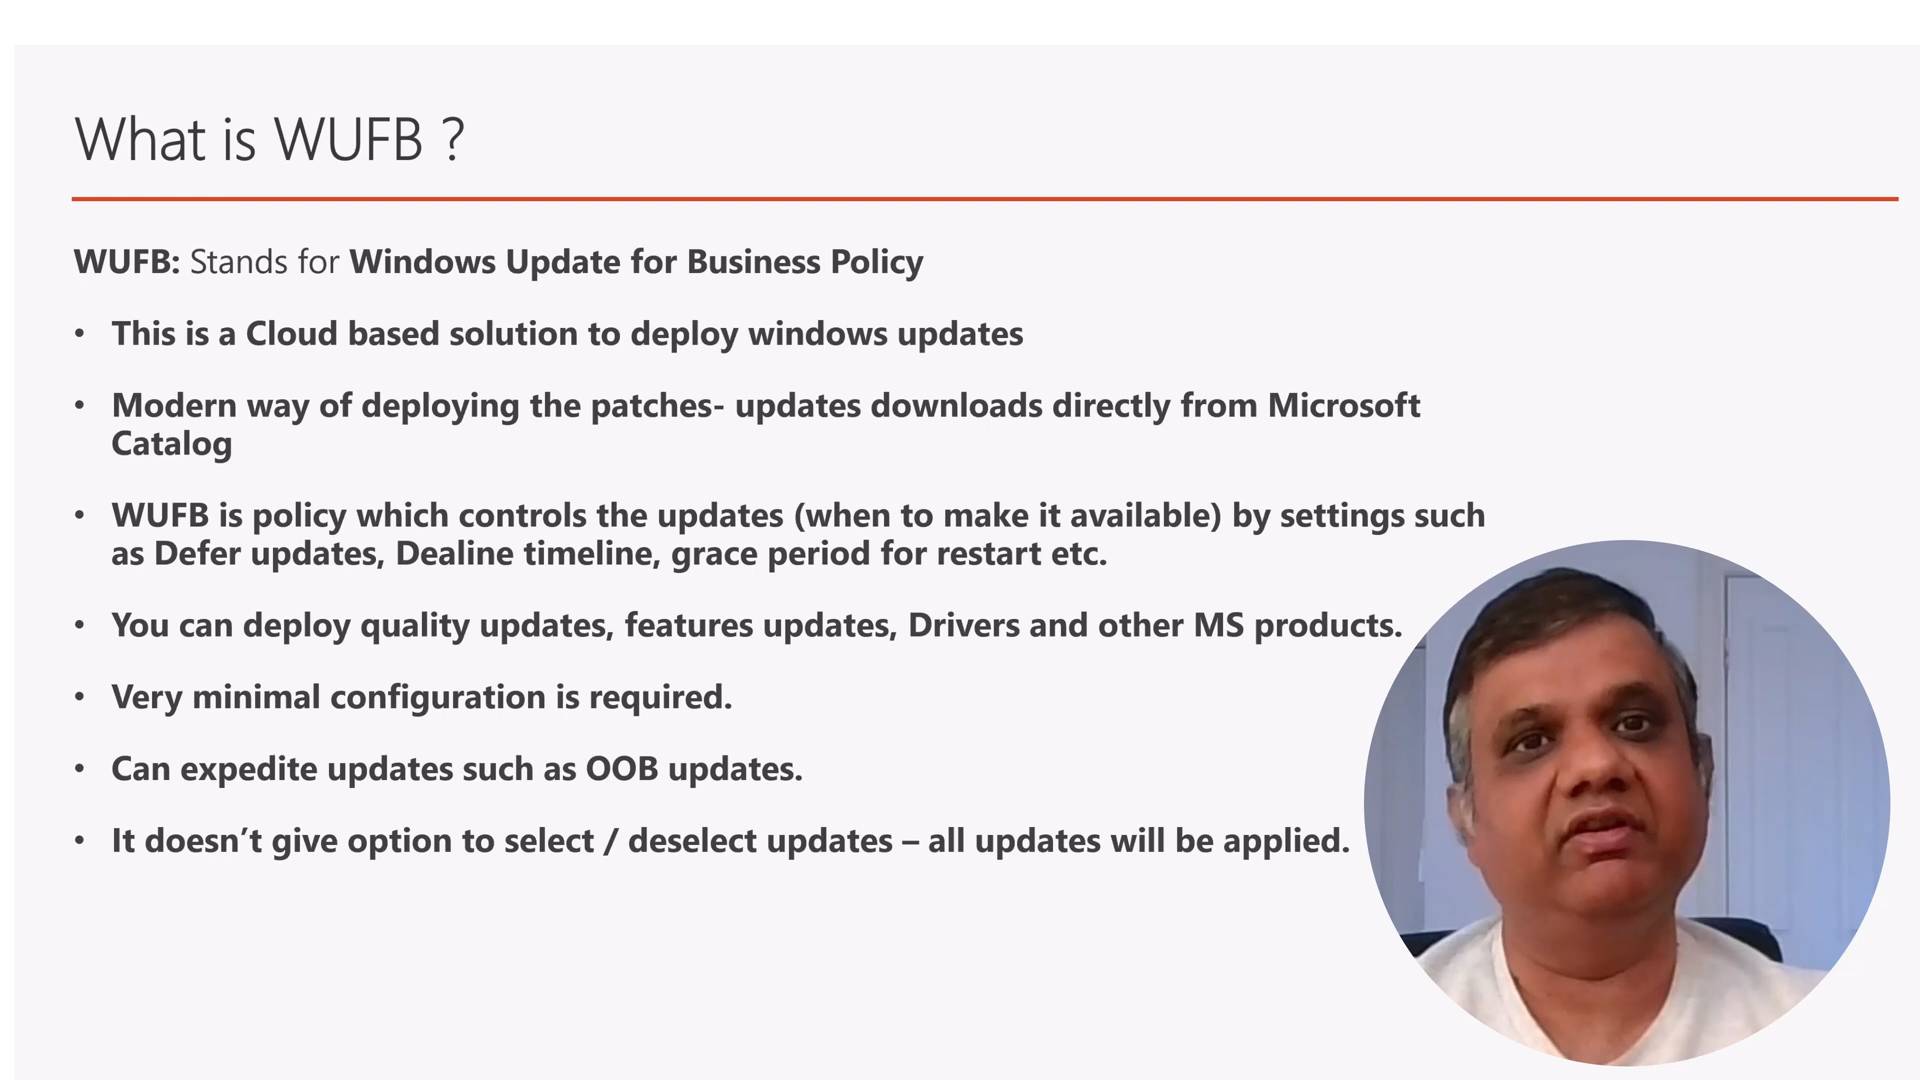 What is WUFB ?
WUFB: Stands for Windows Update for Business Policy
• This is a Cloud based solution to deploy windows updates
• Modern way of deploying the patches- updates downloads directly from Microsoft
Catalog
• WUFB is policy which controls the updates (when to make it available) by settings such
as Defer updates, Dealine timeline, grace period for restart etc.
• You can deploy quality updates, features updates, Drivers and other MS products.
• Very minimal configuration is required.
• Can expedite updates such as OOB updates.
• It doesn’t give option to select / deselect updates – all updates will be applied.